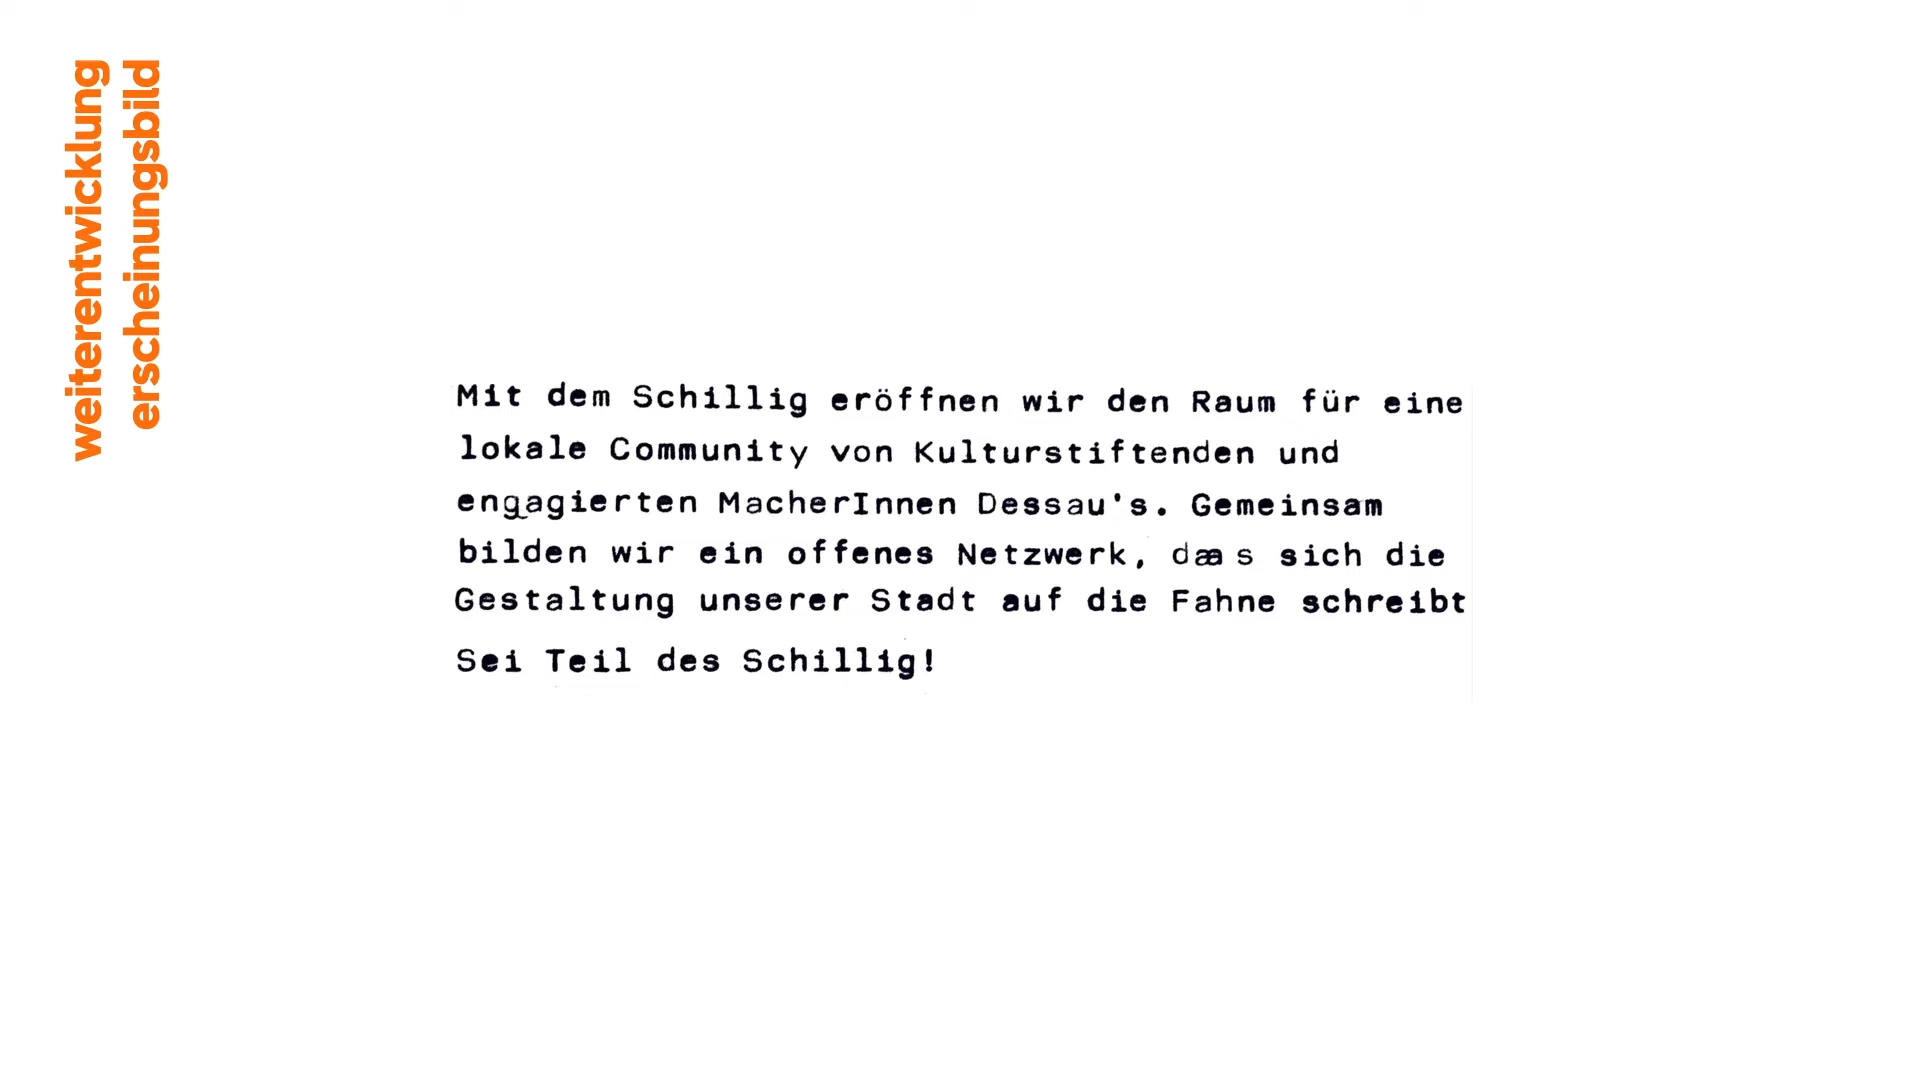 weiterentwicklung
erscheinungsbild
Mit dem Schillig eröffnen wir den Raum für eine
lokale Community von Kulturstiftenden und
engagierten MacherInnen Dessau's. Gemeinsam
bilden wir ein offenes Netzwerk, das sich die
Gestaltung unserer Stadt auf die Fahne schreibt
Sei Teil des Schillig!